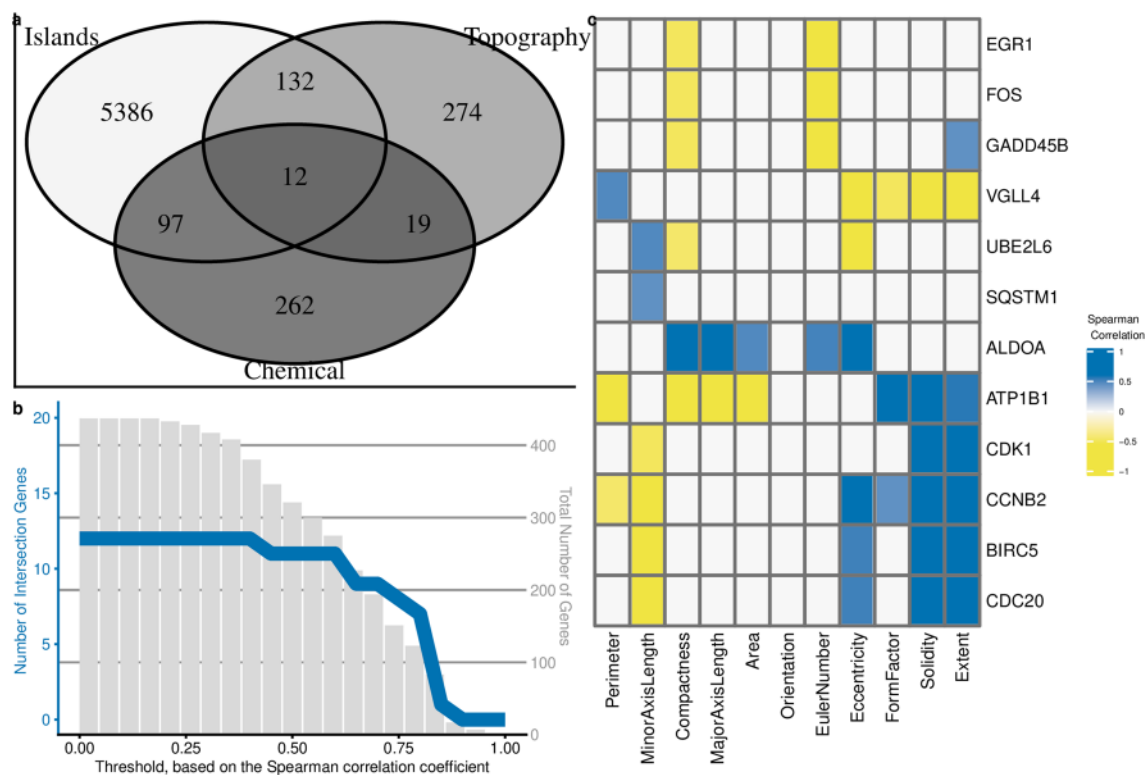 a
Islands
Topography
132
5386
274
12
97
19
262
Chemical
b
Number of Intersection Genes
20
15
10
5
0
400
300
200
100
0
Total Number of Genes
0.00
0.25
0.50
0.75
1.00
Threshold, based on the Spearman correlation coefficient
c
EGR1
FOS
GADD45B
VGLL4
UBE2L6
SQSTM1
ALDOA
ATP1B1
CDK1
CCNB2
BIRC5
CDC20
Perimeter
MinorAxisLength
Compactness
MajorAxisLength
Area
Orientation
EulerNumber
Eccentricity
FormFactor
Solidity
Extent
Spearman
Correlation
1
0.5
0
−0.5
−1